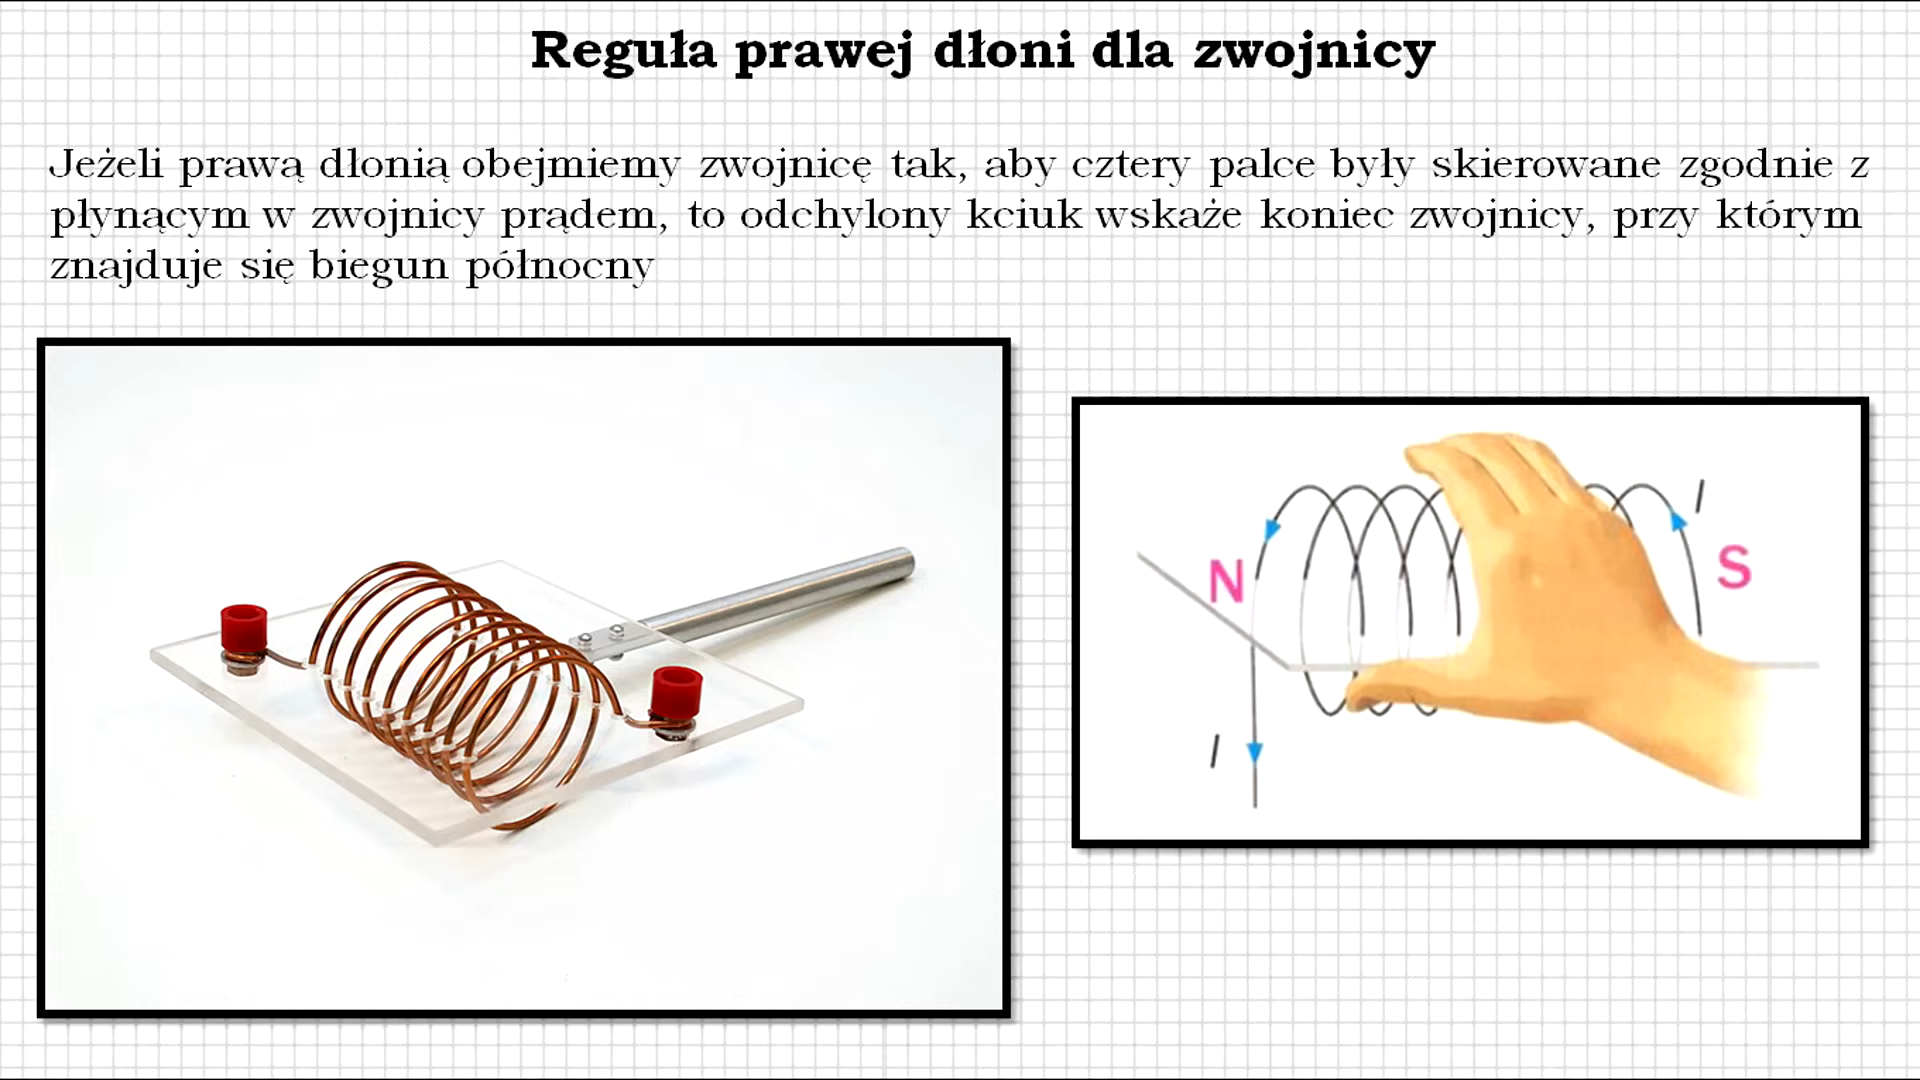 Reguła prawej dłoni dla zwojnicy
Jeżeli prawą dłonią obejmiemy zwojnicę tak, aby cztery palce były skierowane zgodnie z
płynącym w zwojnicy prądem, to odchylony kciuk wskaże koniec zwojnicy, przy którym
znajduje się biegun północny
I
N
S
I